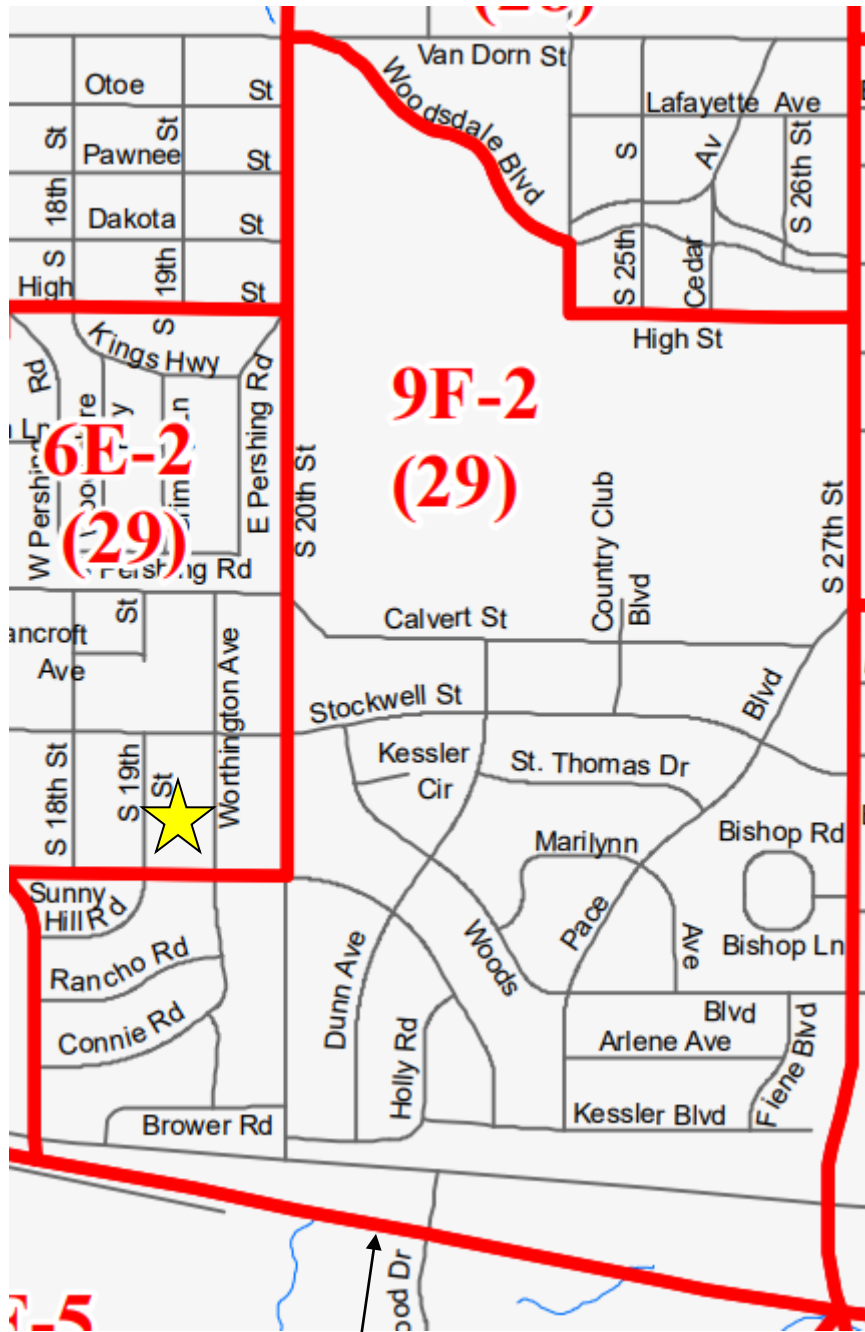 (28)
Van Dorn St
Woodsdale Blvd
Otoe St
Pawnee St
Dakota St
High St
S 18th St
S 19th St
Lafayette Ave
S 25th
Cedar Av
S 26th St
High St
Kings Hwy
W Pershing Rd
E Pershing Rd
Pershing Rd
Ln
6E-2
(29)
9F-2
(29)
S 20th St
S 27th St
Country Club
Blvd
Calvert St
St
Ave
Worthington Ave
Stockwell St
S 18th St
S 19th St
Kessler
Cir
St. Thomas Dr
Blvd
Marilynn
Ave
Pace
Bishop Rd
Bishop Ln
Sunny
Hill Rd
Rancho Rd
Connie Rd
Brower Rd
Dunn Ave
Woods
Blvd
Holly Rd
Arlene Ave
Fiene Blvd
Kessler Blvd
Dr